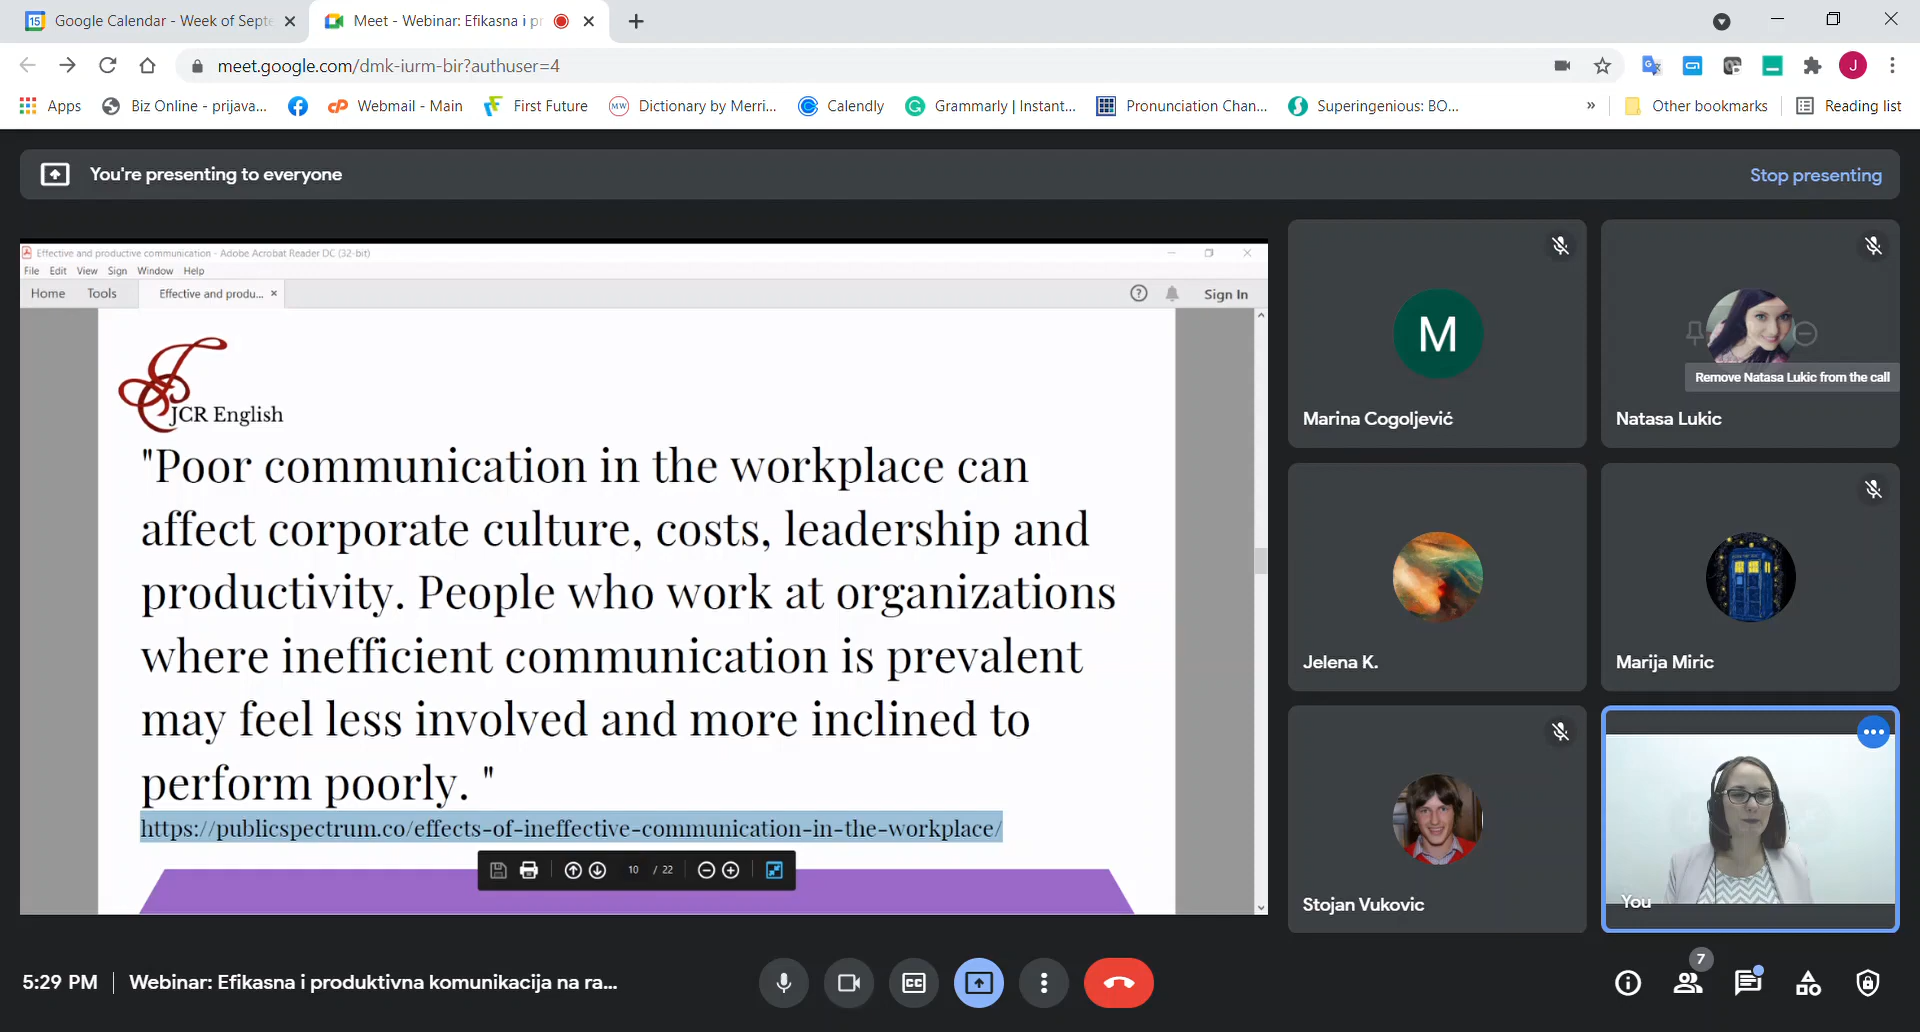 Google Calendar - Week of Septe
Meet - Webinar: Efikasna i pr
meet.google.com/dmk-iurm-bir?authuser=4
J
Apps
Biz Online - prijava...
Webmail - Main
First Future
Dictionary by Merri...
Calendly
Grammarly | Instant...
Pronunciation Chan...
Superingenious: BO...
»
Other bookmarks
Reading list
You're presenting to everyone
Stop presenting
Effective and productive communication - Adobe Acrobat Reader DC (32-bit)
File Edit View Sign Window Help
Home Tools Effective and produ... × Sign In
JCR English
"Poor communication in the workplace can
affect corporate culture, costs, leadership and
productivity. People who work at organizations
where inefficient communication is prevalent
may feel less involved and more inclined to
perform poorly. "
https://publicspectrum.co/effects-of-ineffective-communication-in-the-workplace/
10 / 22
M
Marina Cogoljević
Remove Natasa Lukic from the call
Natasa Lukic
Jelena K.
Marija Miric
Stojan Vukovic
You
5:29 PM | Webinar: Efikasna i produktivna komunikacija na ra...
CC
7